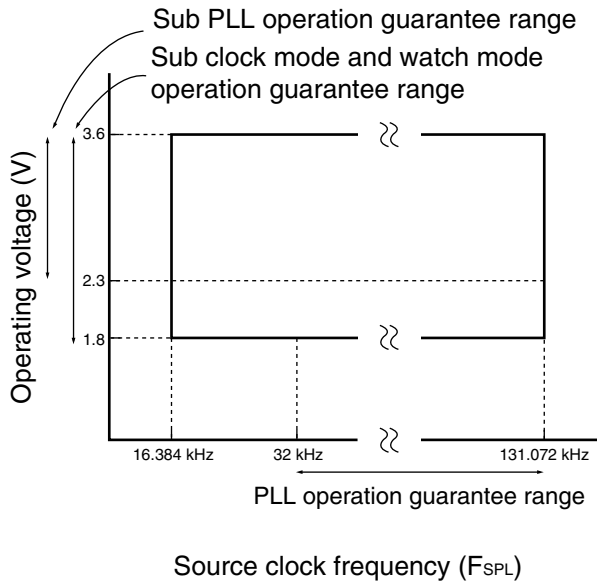 Sub PLL operation guarantee range
Sub clock mode and watch mode
operation guarantee range
Operating voltage (V)
3.6
2.3
1.8
16.384 kHz
32 kHz
131.072 kHz
PLL operation guarantee range
Source clock frequency (FSPL)